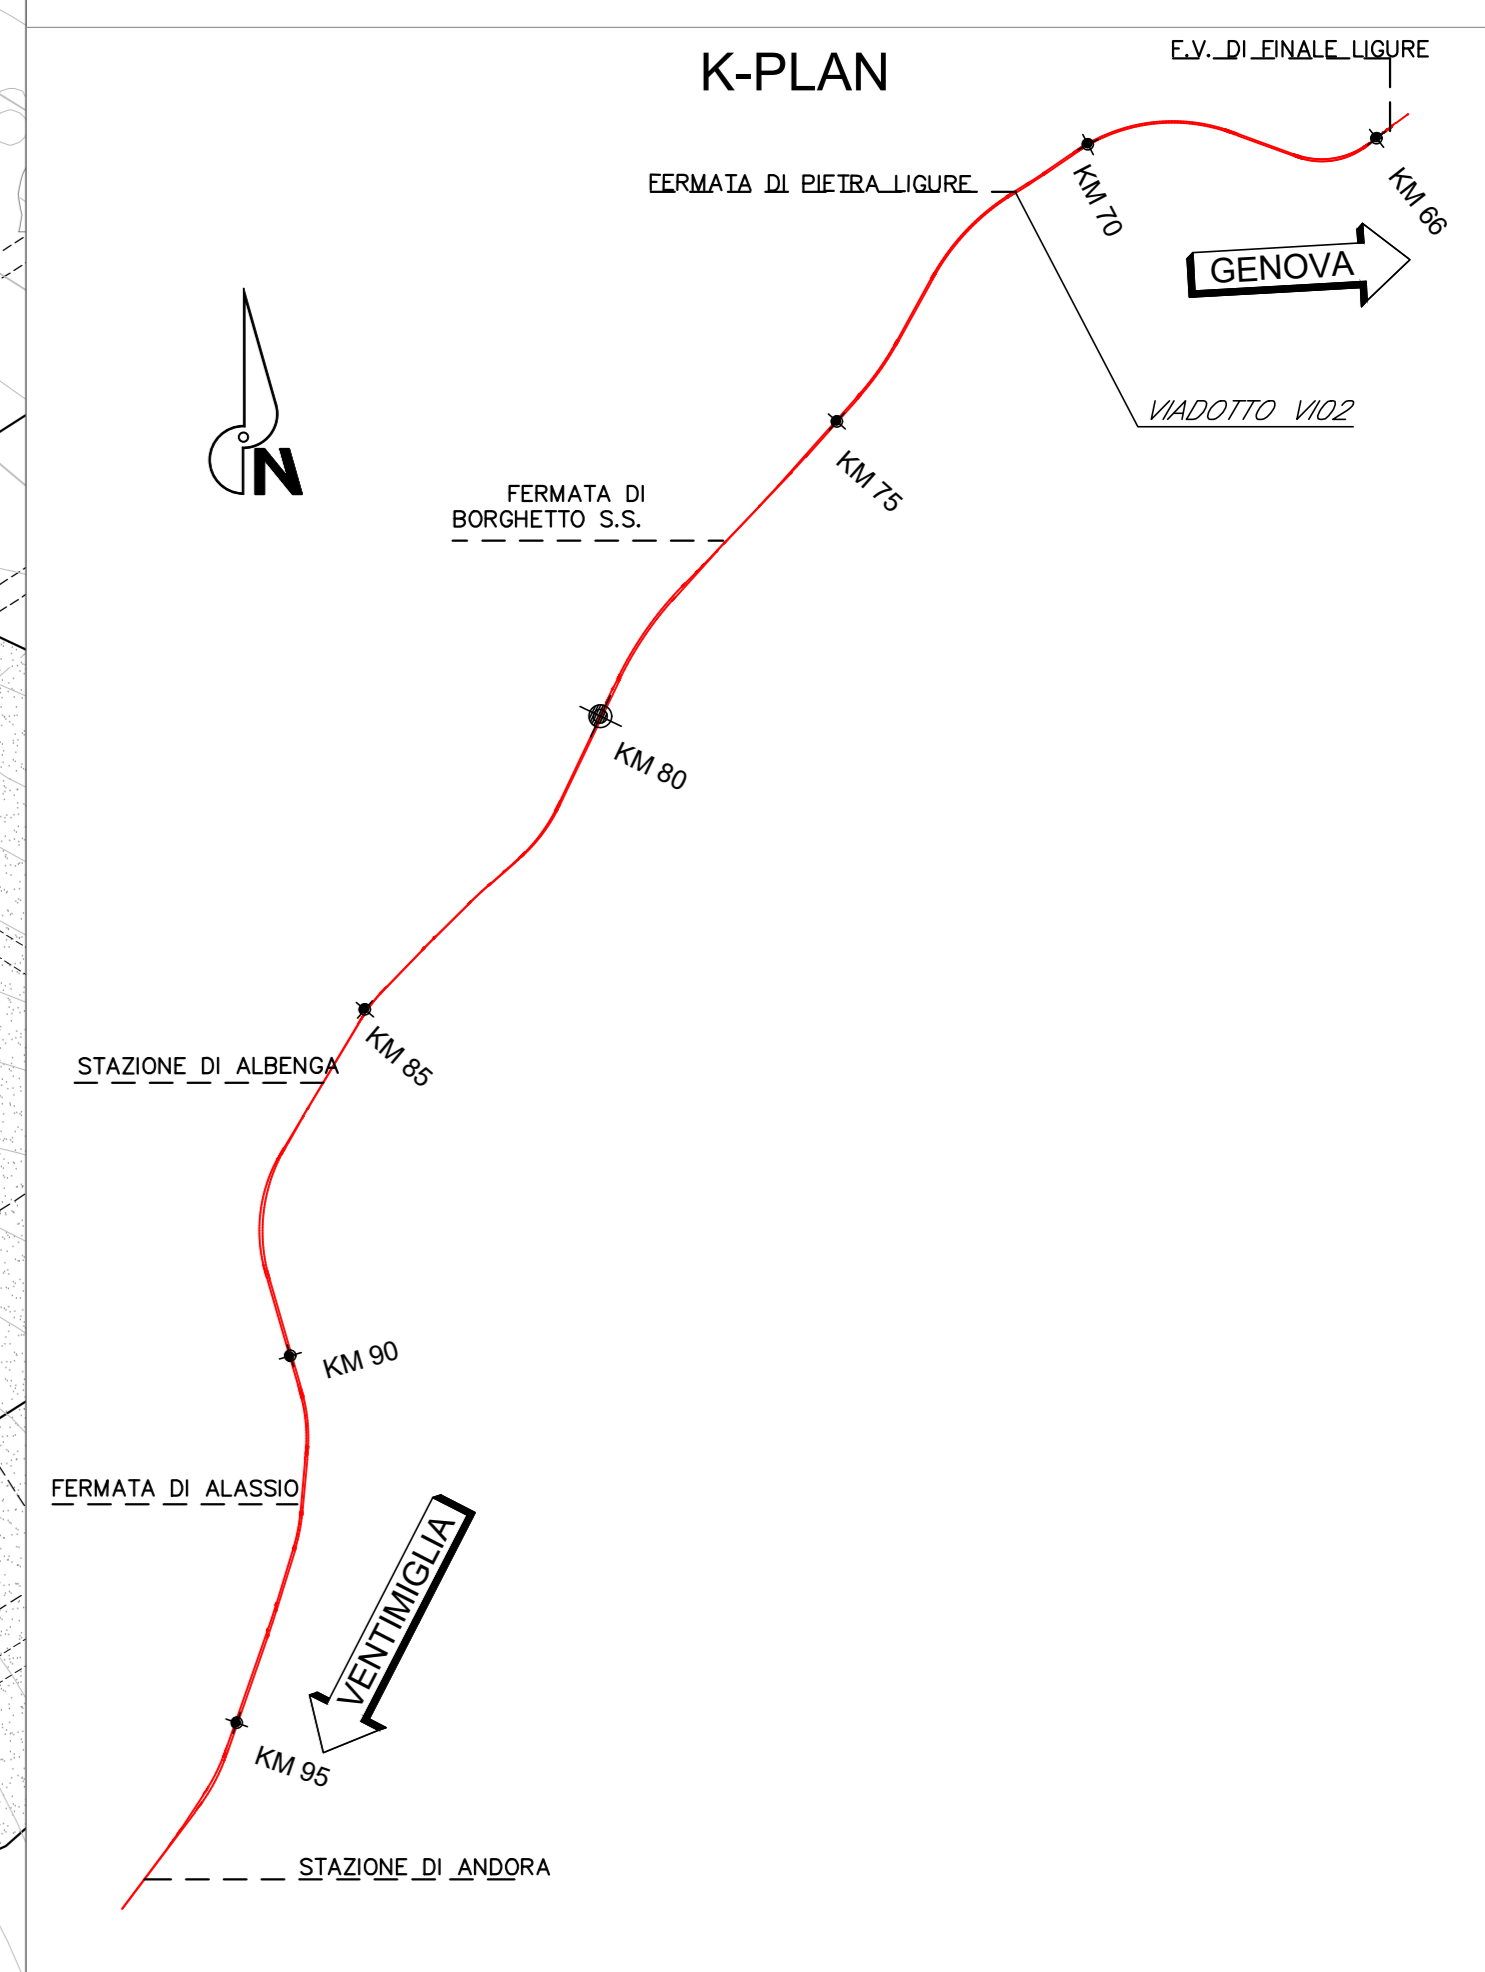 K-PLAN
F.V. DI FINALE LIGURE
FERMATA DI PIETRA LIGURE
KM 70
KM 66
GENOVA
VIADOTTO VI02
KM 75
N
FERMATA DI
BORGHETTO S.S.
KM 80
STAZIONE DI ALBENGA
KM 85
KM 90
FERMATA DI ALASSIO
VENTIMIGLIA
KM 95
STAZIONE DI ANDORA